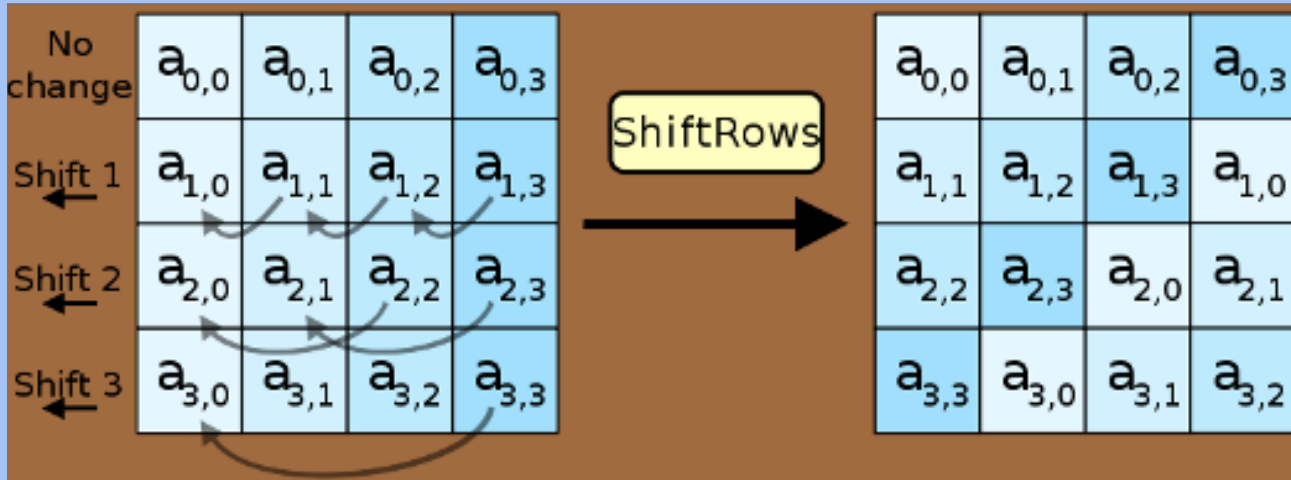 No change a0,0 a0,1 a0,2 a0,3 a0,0 a0,1 a0,2 a0,3
ShiftRows
Shift 1 a1,0 a1,1 a1,2 a1,3 a1,1 a1,2 a1,3 a1,0
Shift 2 a2,0 a2,1 a2,2 a2,3 a2,2 a2,3 a2,0 a2,1
Shift 3 a3,0 a3,1 a3,2 a3,3 a3,3 a3,0 a3,1 a3,2